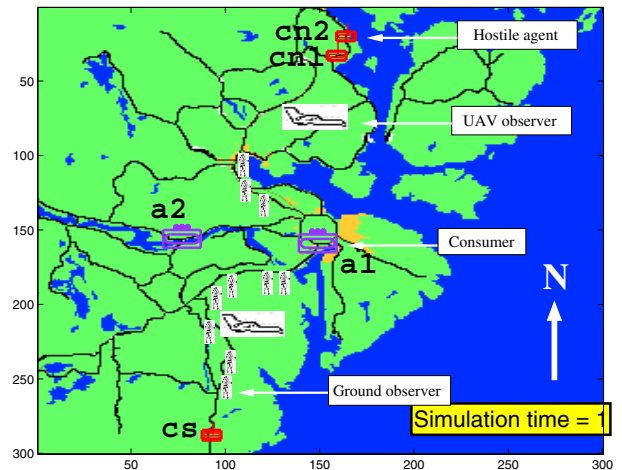 cn2
Hostile agent
cn1
0
50
UAV observer
100
a2
150
Consumer
a1
200
N
250
Ground observer
Simulation time = 1
cs
300
50
100
150
200
250
300